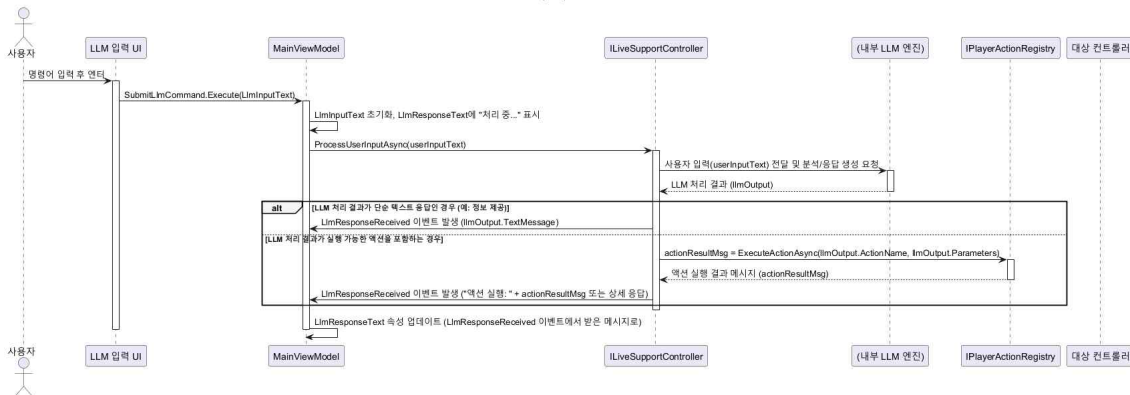 사용자
LLM 입력 UI
MainViewModel
ILiveSupportController
(내부 LLM 엔진)
IPlayerActionRegistry
대상 컨트롤러
명령어 입력 후 엔터
SubmitLlmCommand.Execute(LlmInputText)
LlmInputText 초기화, LlmResponseText에 "처리 중..." 표시
ProcessUserInputAsync(userInputText)
사용자 입력(userInputText) 전달 및 분석/응답 생성 요청
LLM 처리 결과 (llmOutput)
alt
[LLM 처리 결과가 단순 텍스트 응답인 경우 (예: 정보 제공)]
LlmResponseReceived 이벤트 발생 (llmOutput.TextMessage)
[LLM 처리 결과가 실행 가능한 액션을 포함하는 경우]
actionResultMsg = ExecuteActionAsync(llmOutput.ActionName, llmOutput.Parameters)
액션 실행 결과 메시지 (actionResultMsg)
LlmResponseReceived 이벤트 발생 ("액션 실행: " + actionResultMsg 또는 상세 응답)
LlmResponseText 속성 업데이트 (LlmResponseReceived 이벤트에서 받은 메시지로)
사용자
LLM 입력 UI
MainViewModel
ILiveSupportController
(내부 LLM 엔진)
IPlayerActionRegistry
대상 컨트롤러